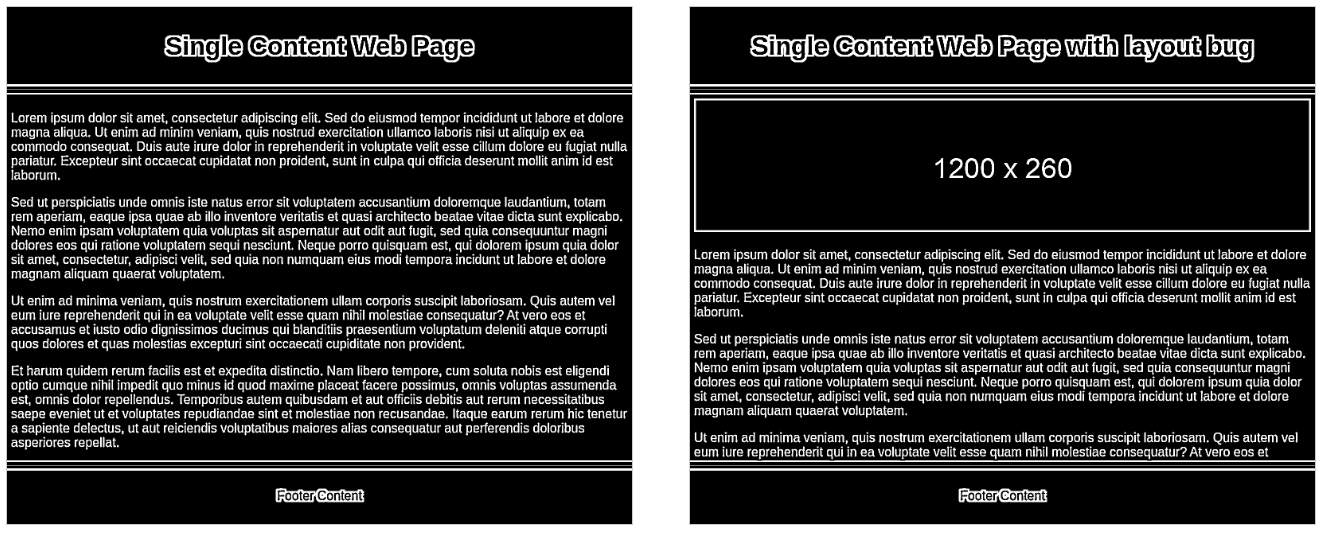 Single Content Web Page
Lorem ipsum dolor sit amet, consectetur adipiscing elit. Sed do eiusmod tempor incididunt ut labore et dolore
magna aliqua. Ut enim ad minim veniam, quis nostrud exercitation ullamco laboris nisi ut aliquip ex ea
commodo consequat. Duis aute irure dolor in reprehenderit in voluptate velit esse cillum dolore eu fugiat nulla
pariatur. Excepteur sint occaecat cupidatat non proident, sunt in culpa qui officia deserunt mollit anim id est
laborum.
Sed ut perspiciatis unde omnis iste natus error sit voluptatem accusantium doloremque laudantium, totam
rem aperiam, eaque ipsa quae ab illo inventore veritatis et quasi architecto beatae vitae dicta sunt explicabo.
Nemo enim ipsam voluptatem quia voluptas sit aspernatur aut odit aut fugit, sed quia consequuntur magni
dolores eos qui ratione voluptatem sequi nesciunt. Neque porro quisquam est, qui dolorem ipsum quia dolor
sit amet, consectetur, adipisci velit, sed quia non numquam eius modi tempora incidunt ut labore et dolore
magnam aliquam quaerat voluptatem.
Ut enim ad minima veniam, quis nostrum exercitationem ullam corporis suscipit laboriosam. Quis autem vel
eum iure reprehenderit qui in ea voluptate velit esse quam nihil molestiae consequatur? At vero eos et
accusamus et iusto odio dignissimos ducimus qui blanditiis praesentium voluptatum deleniti atque corrupti
quos dolores et quas molestias excepturi sint occaecati cupiditate non provident.
Et harum quidem rerum facilis est et expedita distinctio. Nam libero tempore, cum soluta nobis est eligendi
optio cumque nihil impedit quo minus id quod maxime placeat facere possimus, omnis voluptas assumenda
est, omnis dolor repellendus. Temporibus autem quibusdam et aut officiis debitis aut rerum necessitatibus
saepe eveniet ut et voluptates repudiandae sint et molestiae non recusandae. Itaque earum rerum hic tenetur
a sapiente delectus, ut aut reiciendis voluptatibus maiores alias consequatur aut perferendis doloribus
asperiores repellat.
Footer Content
Single Content Web Page with layout bug
1200 x 260
Lorem ipsum dolor sit amet, consectetur adipiscing elit. Sed do eiusmod tempor incididunt ut labore et dolore
magna aliqua. Ut enim ad minim veniam, quis nostrud exercitation ullamco laboris nisi ut aliquip ex ea
commodo consequat. Duis aute irure dolor in reprehenderit in voluptate velit esse cillum dolore eu fugiat nulla
pariatur. Excepteur sint occaecat cupidatat non proident, sunt in culpa qui officia deserunt mollit anim id est
laborum.
Sed ut perspiciatis unde omnis iste natus error sit voluptatem accusantium doloremque laudantium, totam
rem aperiam, eaque ipsa quae ab illo inventore veritatis et quasi architecto beatae vitae dicta sunt explicabo.
Nemo enim ipsam voluptatem quia voluptas sit aspernatur aut odit aut fugit, sed quia consequuntur magni
dolores eos qui ratione voluptatem sequi nesciunt. Neque porro quisquam est, qui dolorem ipsum quia dolor
sit amet, consectetur, adipisci velit, sed quia non numquam eius modi tempora incidunt ut labore et dolore
magnam aliquam quaerat voluptatem.
Ut enim ad minima veniam, quis nostrum exercitationem ullam corporis suscipit laboriosam. Quis autem vel
eum iure reprehenderit qui in ea voluptate velit esse quam nihil molestiae consequatur? At vero eos et
Footer Content